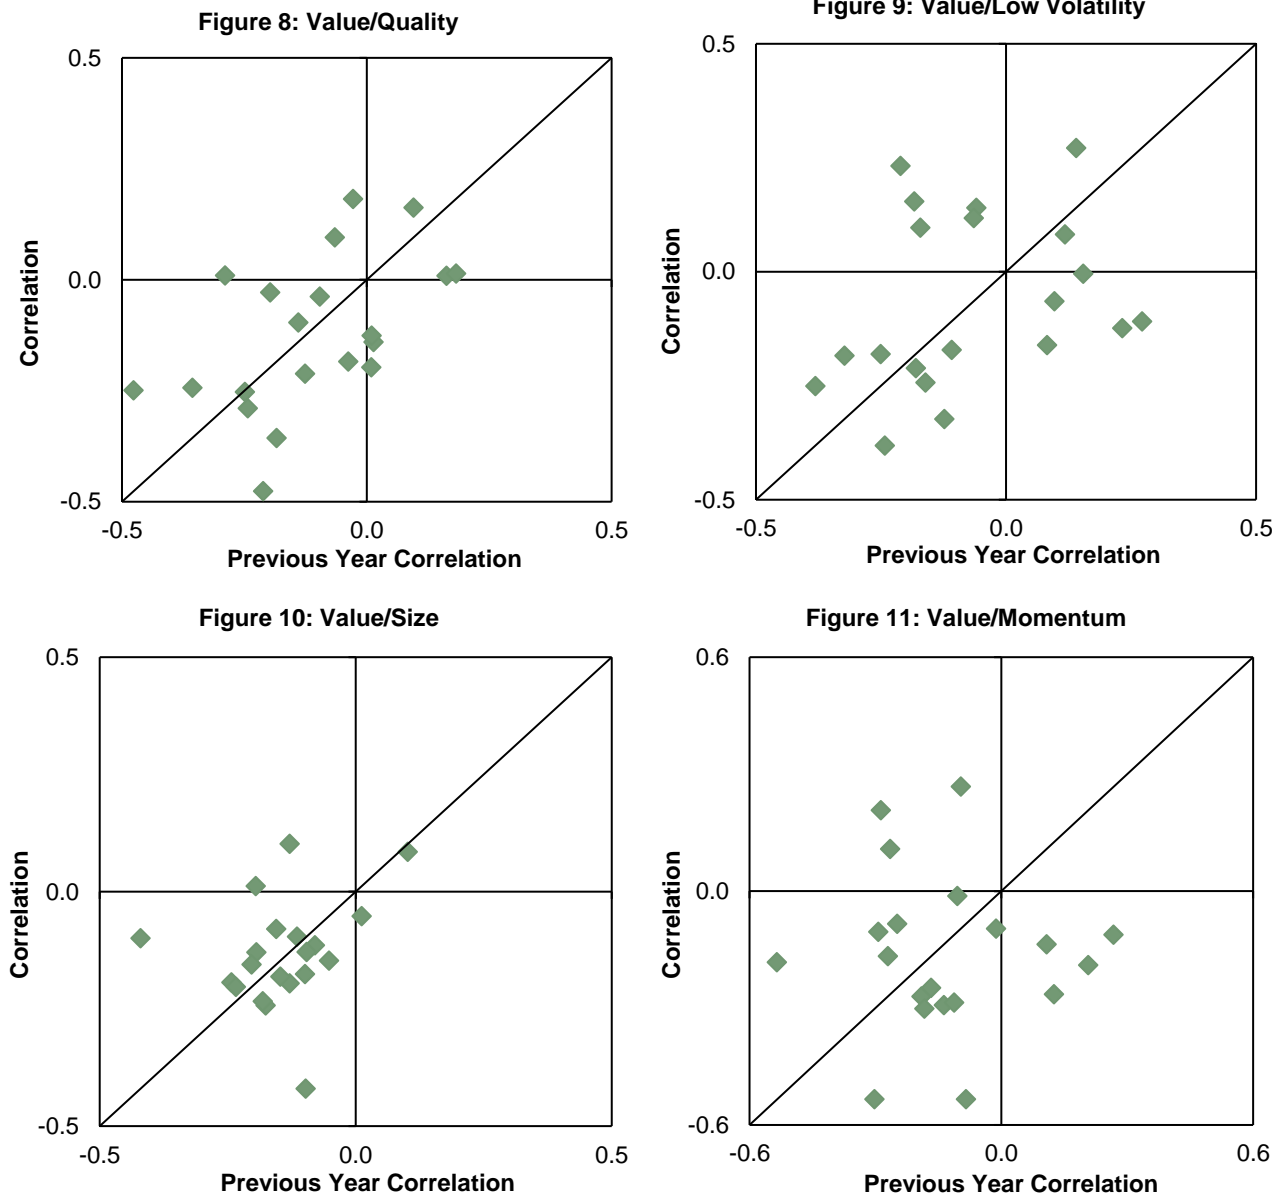 Figure 8: Value/Quality
0.5
0.0
-0.5
Correlation
-0.5 0.0 0.5
Previous Year Correlation
Figure 9: Value/Low Volatility
0.5
0.0
-0.5
Correlation
-0.5 0.0 0.5
Previous Year Correlation
Figure 10: Value/Size
0.5
0.0
-0.5
Correlation
-0.5 0.0 0.5
Previous Year Correlation
Figure 11: Value/Momentum
0.6
0.0
-0.6
Correlation
-0.6 0.0 0.6
Previous Year Correlation